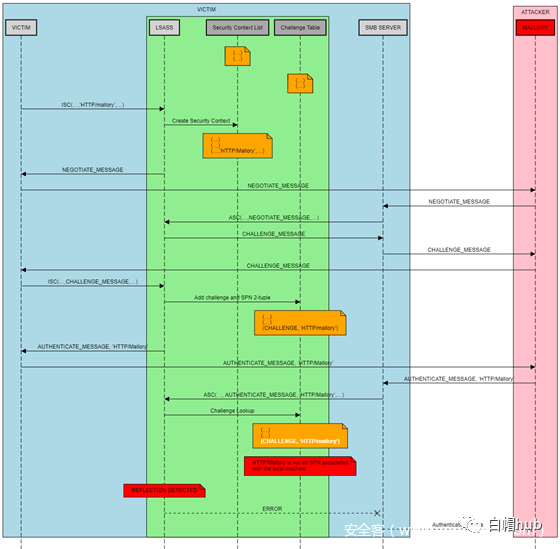 VICTIM
ATTACKER
VICTIM
LSASS
Security Context List
Challenge Table
SMB SERVER
MALLORY
(...)
(...)
(...)
(...)
ISC(...,'HTTP/mallory',...)
Create Security Context
(...)
(...)
(...,'HTTP/Mallory',...)
NEGOTIATE_MESSAGE
NEGOTIATE_MESSAGE
NEGOTIATE_MESSAGE
ASC(...,NEGOTIATE_MESSAGE,...)
CHALLENGE_MESSAGE
CHALLENGE_MESSAGE
CHALLENGE_MESSAGE
ISC(...,CHALLENGE_MESSAGE,...)
Add challenge and SPN 2-tuple
(...)
(...)
(CHALLENGE, 'HTTP/mallory')
AUTHENTICATE_MESSAGE, 'HTTP/Mallory'
AUTHENTICATE_MESSAGE, 'HTTP/Mallory'
AUTHENTICATE_MESSAGE, 'HTTP/Mallory'
ASC(..., AUTHENTICATE_MESSAGE, 'HTTP/Mallory',...)
Challenge Lookup
(...)
(...)
(CHALLENGE, 'HTTP/mallory')
HTTP/Mallory is not an SPN associated
with the local machine
REFLECTION DETECTED
ERROR
安全客
白帽hub